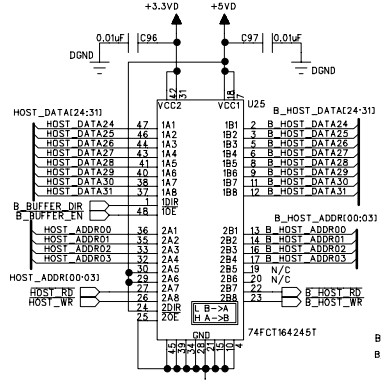 +3.3VD +5VD
0.01uF C96 C97 0.01uF
DGND DGND
42 31 18 7
VCC2 VCC1 U25
HOST_DATA[24:31] B_HOST_DATA[24:31]
HOST_DATA24 47 1A1 1B1 2 B_HOST_DATA24
HOST_DATA25 46 1A2 1B2 3 B_HOST_DATA25
HOST_DATA26 44 1A3 1B3 5 B_HOST_DATA26
HOST_DATA27 43 1A4 1B4 6 B_HOST_DATA27
HOST_DATA28 41 1A5 1B5 8 B_HOST_DATA28
HOST_DATA29 40 1A6 1B6 9 B_HOST_DATA29
HOST_DATA30 38 1A7 1B7 11 B_HOST_DATA30
HOST_DATA31 37 1A8 1B8 12 B_HOST_DATA31
B_BUFFER_DIR 1 1DIR
B_BUFFER_EN 48 1OE
B_HOST_ADDR[00:03]
HOST_ADDR00 36 2A1 2B1 13 B_HOST_ADDR00
HOST_ADDR01 35 2A2 2B2 14 B_HOST_ADDR01
HOST_ADDR02 33 2A3 2B3 16 B_HOST_ADDR02
HOST_ADDR03 32 2A4 2B4 17 B_HOST_ADDR03
30 2A5 2B5 19 N/C
HOST_ADDR[00-03] 29 2A6 2B6 20 N/C
HOST_RD 27 2A7 2B7 22 B_HOST_RD
HOST_WR 26 2A8 2B8 23 B_HOST_WR
24 2DIR L B->A
25 2OE H A->B
GND 74FCT164245T
45 39 34 28 21 15 10 4
B
B